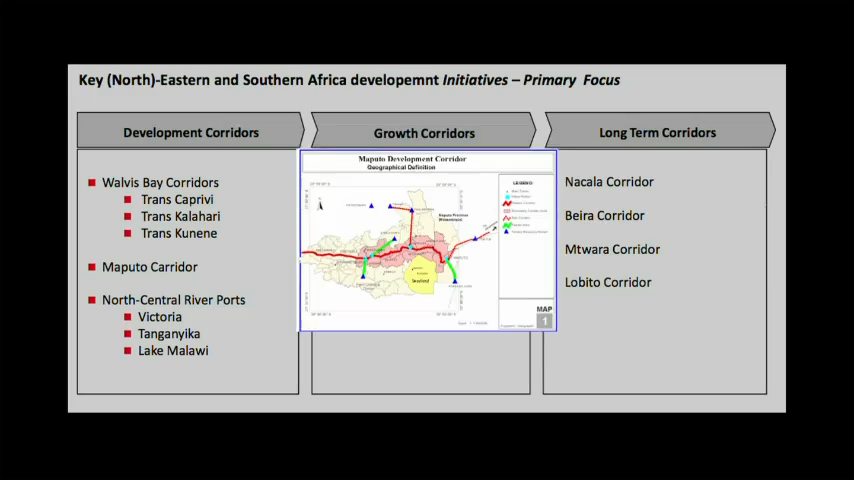 Key (North)-Eastern and Southern Africa developemnt Initiatives – Primary Focus
Development Corridors
Growth Corridors
Long Term Corridors
Walvis Bay Corridors
Trans Caprivi
Trans Kalahari
Trans Kunene
Maputo Carridor
North-Central River Ports
Victoria
Tanganyika
Lake Malawi
Maputo Development Corridor
Geographical Definition
LEGEND
Swaziland
MAP
1
Nacala Corridor
Beira Corridor
Mtwara Corridor
Lobito Corridor